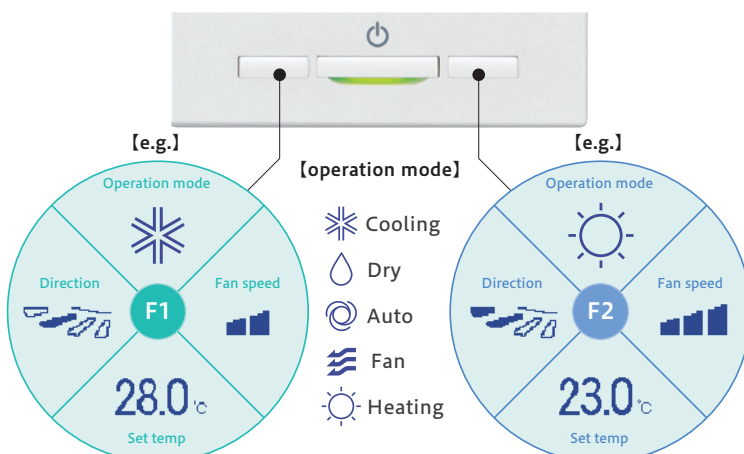 【e.g.】
【e.g.】
【operation mode】
Operation mode
Direction
Fan speed
F1
28.0 °C
Set temp
Cooling
Dry
Auto
Fan
Heating
Operation mode
Direction
Fan speed
F2
23.0 °C
Set temp